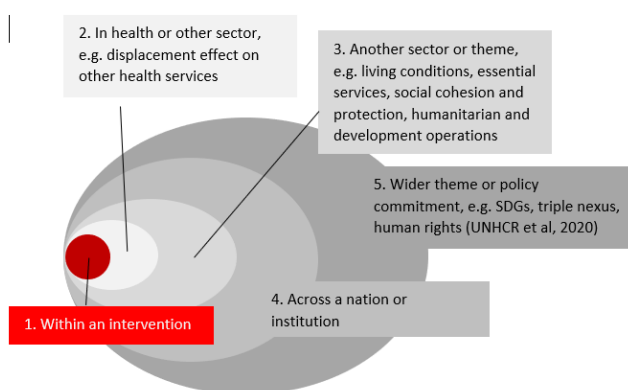 2. In health or other sector,
e.g. displacement effect on
other health services
3. Another sector or theme,
e.g. living conditions, essential
services, social cohesion and
protection, humanitarian and
development operations
5. Wider theme or policy
commitment, e.g. SDGs, triple nexus,
human rights (UNHCR et al, 2020)
4. Across a nation or
institution
1. Within an intervention